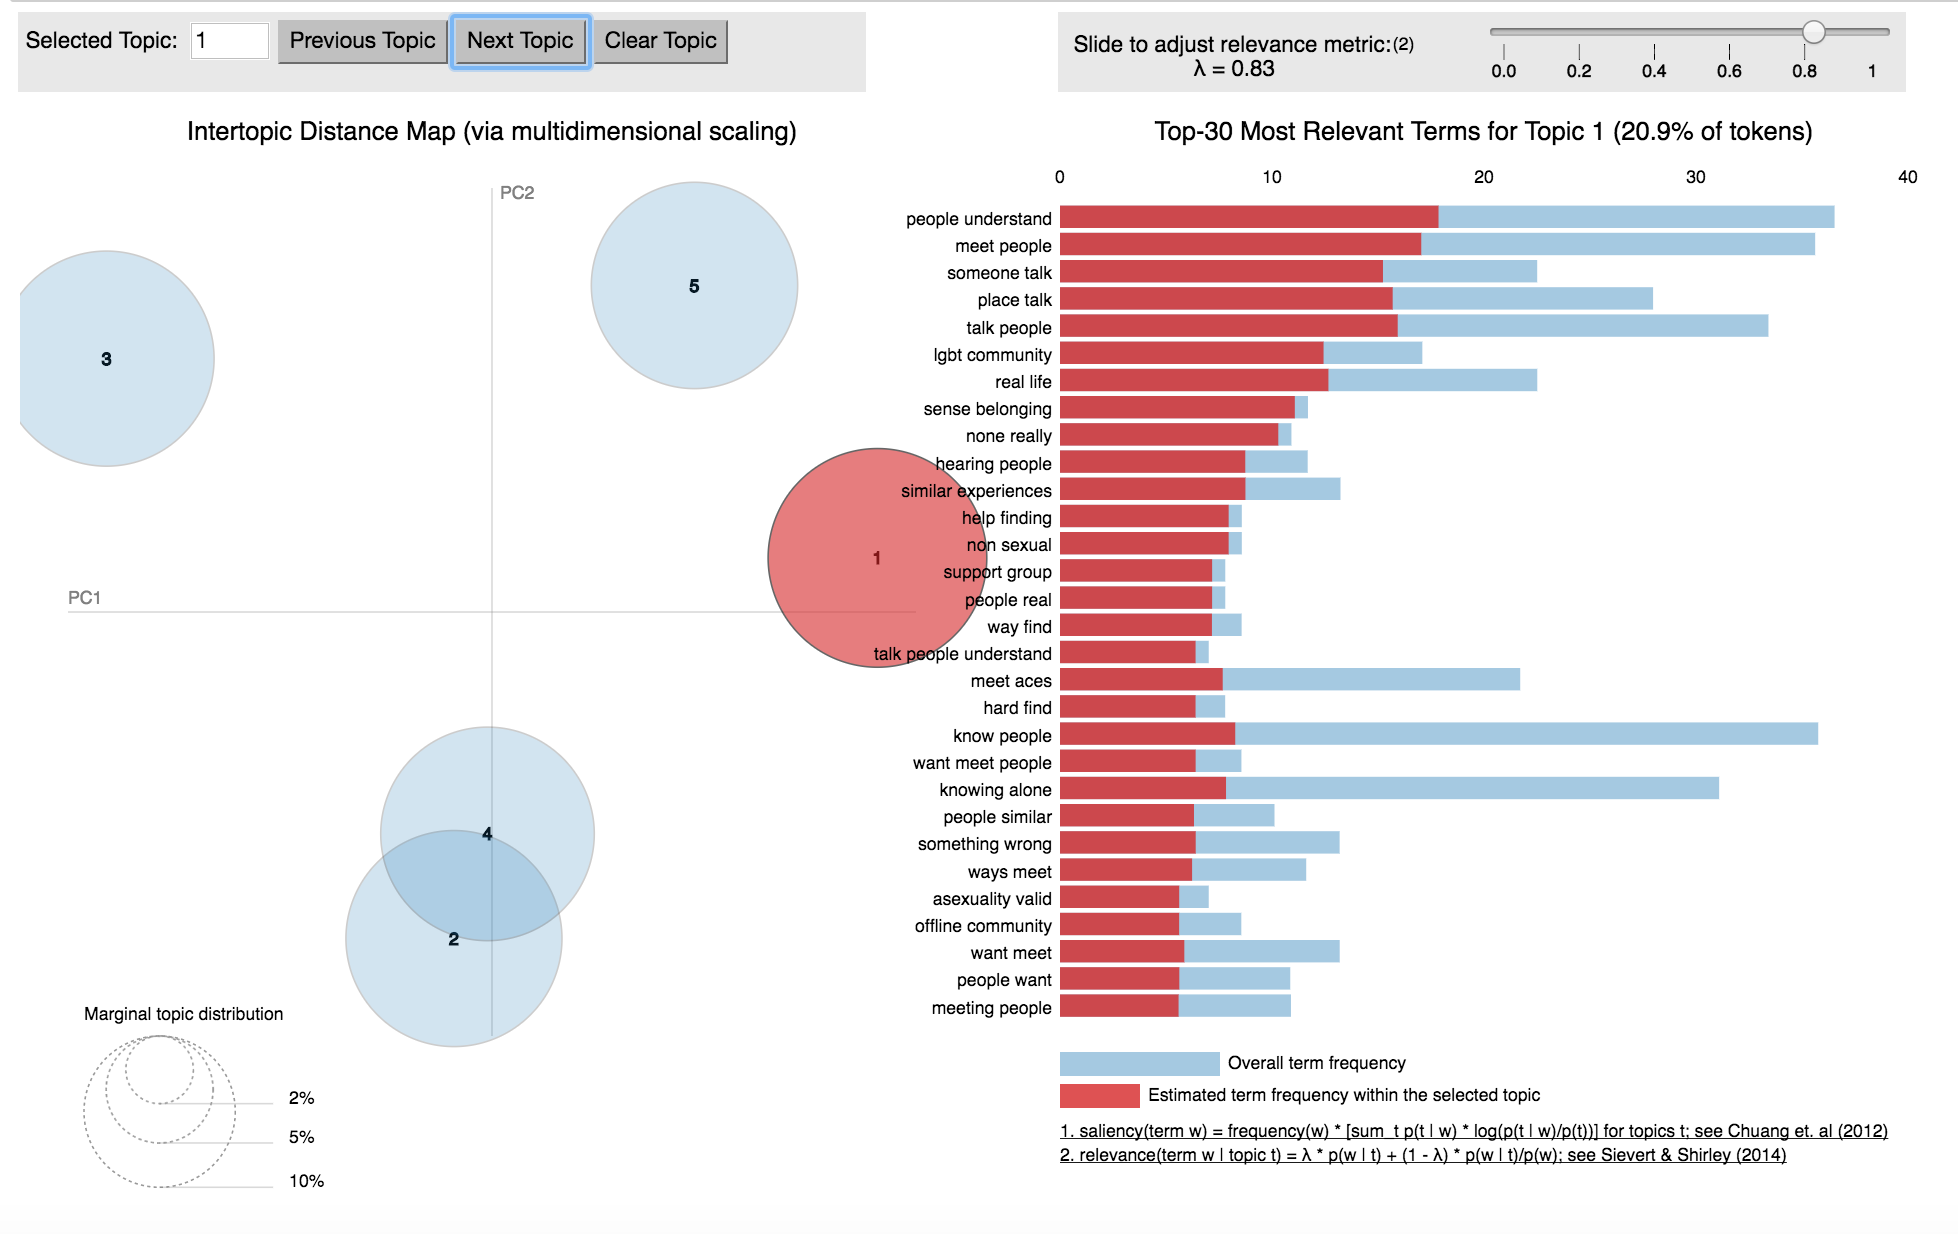 Selected Topic: 1 Previous Topic Next Topic Clear Topic
Slide to adjust relevance metric:(2)
λ = 0.83
0.0 0.2 0.4 0.6 0.8 1
Intertopic Distance Map (via multidimensional scaling)
PC2
5
3
1
PC1
4
2
Marginal topic distribution
2%
5%
10%
Top-30 Most Relevant Terms for Topic 1 (20.9% of tokens)
0 10 20 30 40
people understand
meet people
someone talk
place talk
talk people
lgbt community
real life
sense belonging
none really
hearing people
similar experiences
help finding
non sexual
support group
people real
way find
talk people understand
meet aces
hard find
know people
want meet people
knowing alone
people similar
something wrong
ways meet
asexuality valid
offline community
want meet
people want
meeting people
Overall term frequency
Estimated term frequency within the selected topic
1. saliency(term w) = frequency(w) * [sum_t p(t | w) * log(p(t | w)/p(t))] for topics t; see Chuang et. al (2012)
2. relevance(term w | topic t) = λ * p(w | t) + (1 - λ) * p(w | t)/p(w); see Sievert & Shirley (2014)